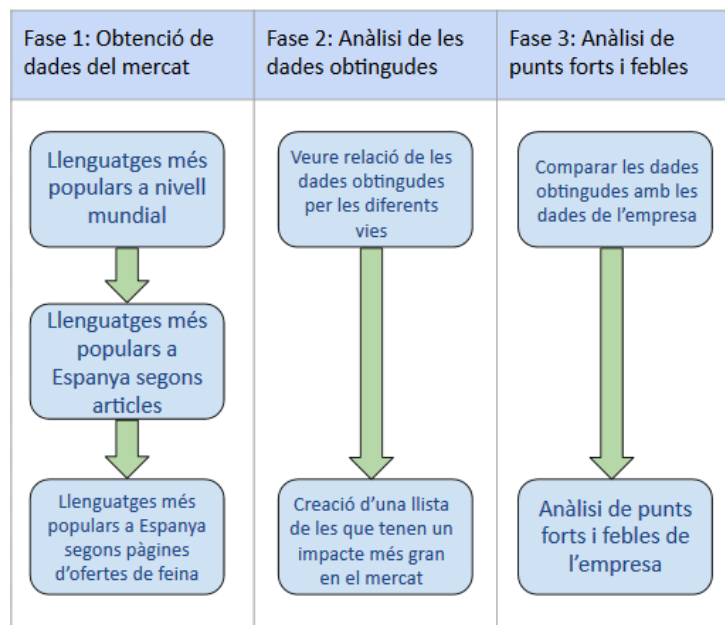 Fase 1: Obtenció de
dades del mercat
Fase 2: Anàlisi de les
dades obtingudes
Fase 3: Anàlisi de
punts forts i febles
Llenguatges més
populars a nivell
mundial
Llenguatges més
populars a
Espanya segons
articles
Llenguatges més
populars a Espanya
segons pàgines
d'ofertes de feina
Veure relació de les
dades obtingudes
per les diferents
vies
Creació d'una llista
de les que tenen un
impacte més gran
en el mercat
Comparar les dades
obtingudes amb les
dades de l'empresa
Anàlisi de punts
forts i febles de
l'empresa